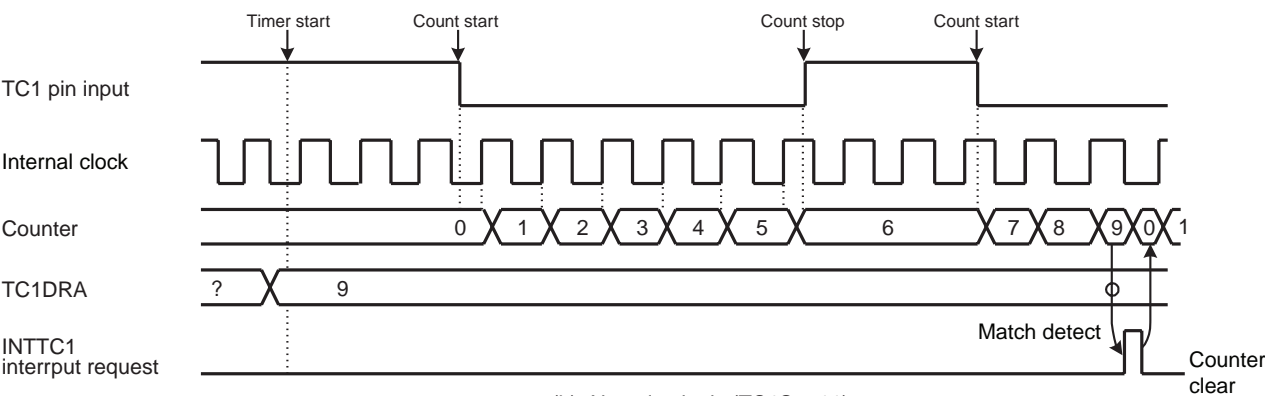 Timer start
Count start
Count stop
Count start
TC1 pin input
Internal clock
Counter
0 1 2 3 4 5 6 7 8 9 0 1
TC1DRA
? 9
Match detect
INTTC1
interrput request
Counter
clear